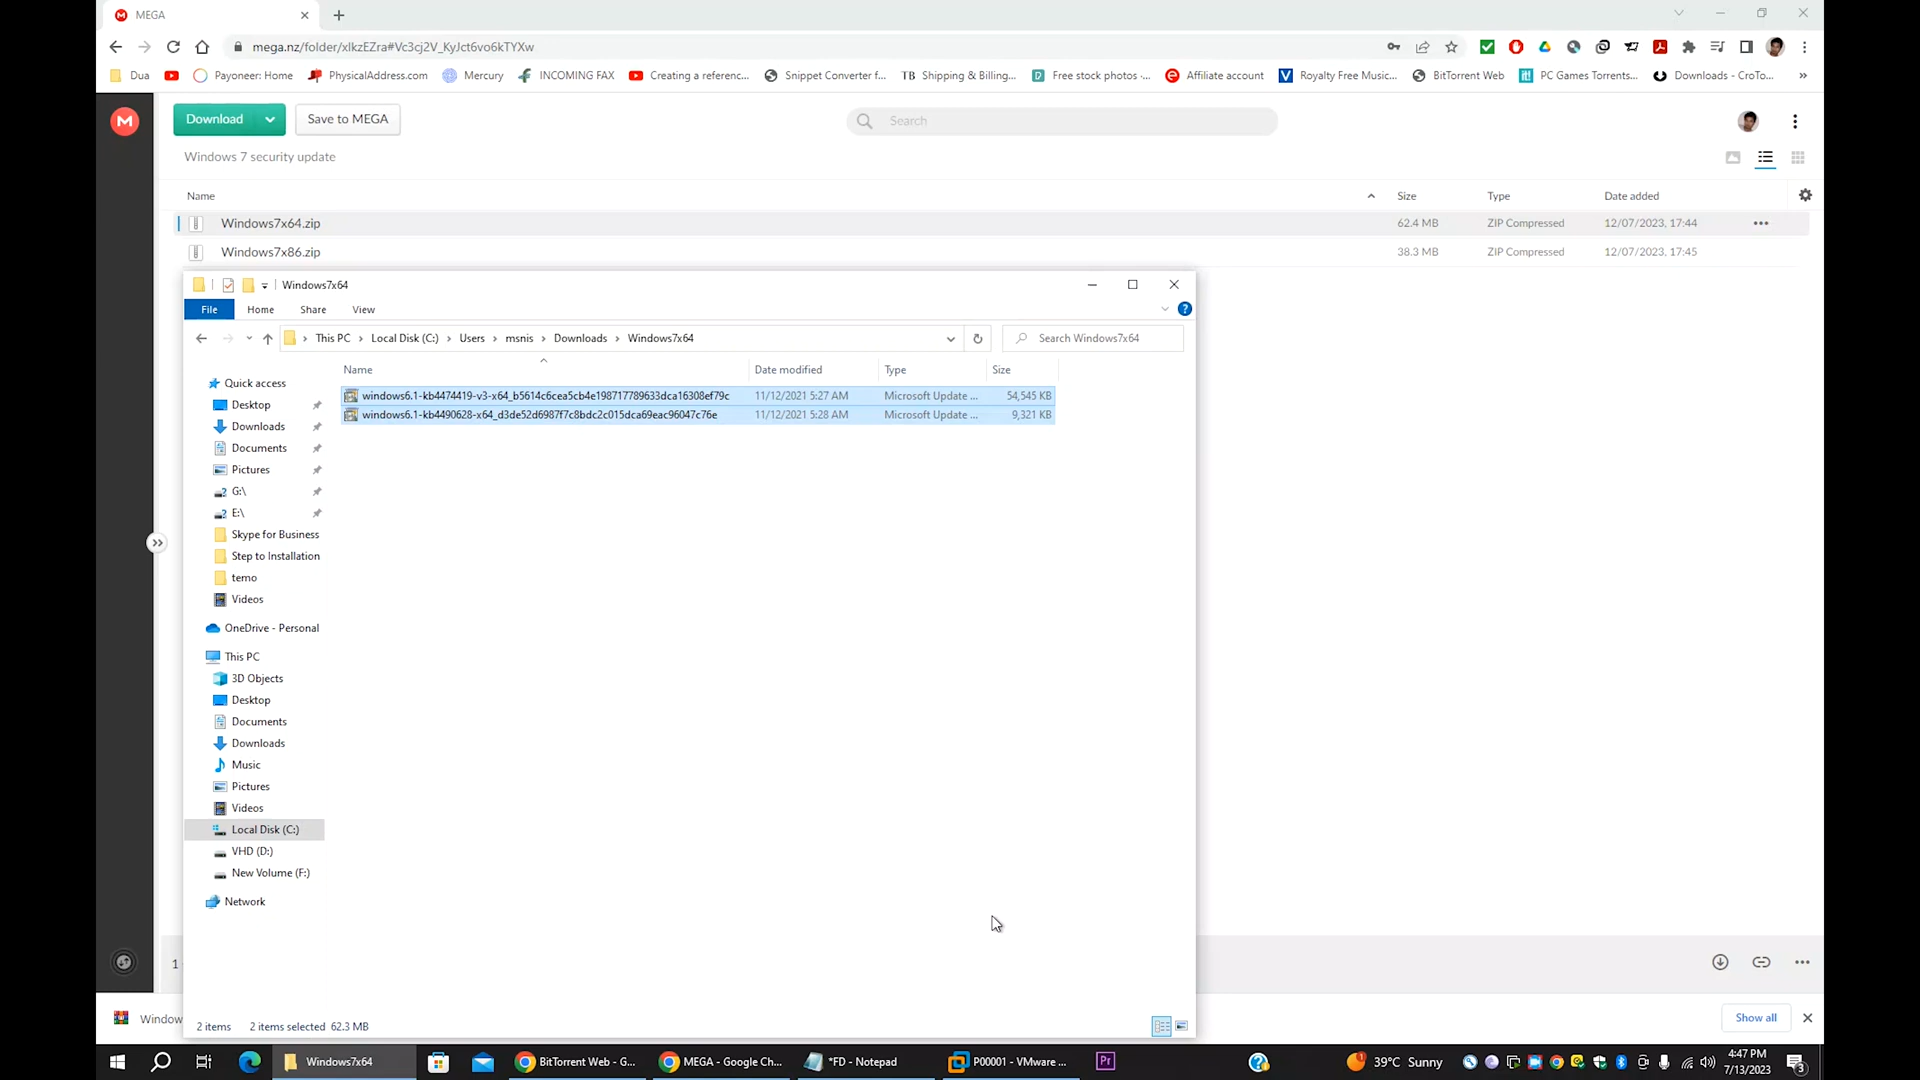 MEGA
mega.nz/folder/xIkzEZra#Vc3cj2V_KyJct6vo6kTYXw
Dua
Payoneer: Home
PhysicalAddress.com
Mercury
INCOMING FAX
Creating a referenc...
Snippet Converter f...
TB Shipping & Billing...
Free stock photos -...
Affiliate account
Royalty Free Music...
BitTorrent Web
PC Games Torrents...
Downloads - CroTo...
»
Download
Save to MEGA
Search
Windows 7 security update
Name Size Type Date added
Windows7x64.zip 62.4 MB ZIP Compressed 12/07/2023, 17:44
Windows7x86.zip 38.3 MB ZIP Compressed 12/07/2023, 17:45
Windows7x64
File Home Share View
This PC > Local Disk (C:) > Users > msnis > Downloads > Windows7x64
Search Windows7x64
Name Date modified Type Size
windows6.1-kb4474419-v3-x64_b5614c6cea5cb4e198717789633dca16308ef79c 11/12/2021 5:27 AM Microsoft Update ... 54,545 KB
windows6.1-kb4490628-x64_d3de52d6987f7c8bdc2c015dca69eac96047c76e 11/12/2021 5:28 AM Microsoft Update ... 9,321 KB
Quick access
Desktop
Downloads
Documents
Pictures
G:\
E:\
Skype for Business
Step to Installation
temo
Videos
OneDrive - Personal
This PC
3D Objects
Desktop
Documents
Downloads
Music
Pictures
Videos
Local Disk (C:)
VHD (D:)
New Volume (F:)
Network
1
2 items 2 items selected 62.3 MB
Window
Show all
Windows7x64
BitTorrent Web - G...
MEGA - Google Ch...
*FD - Notepad
P00001 - VMware ...
Pr
39°C Sunny
4:47 PM
7/13/2023
3